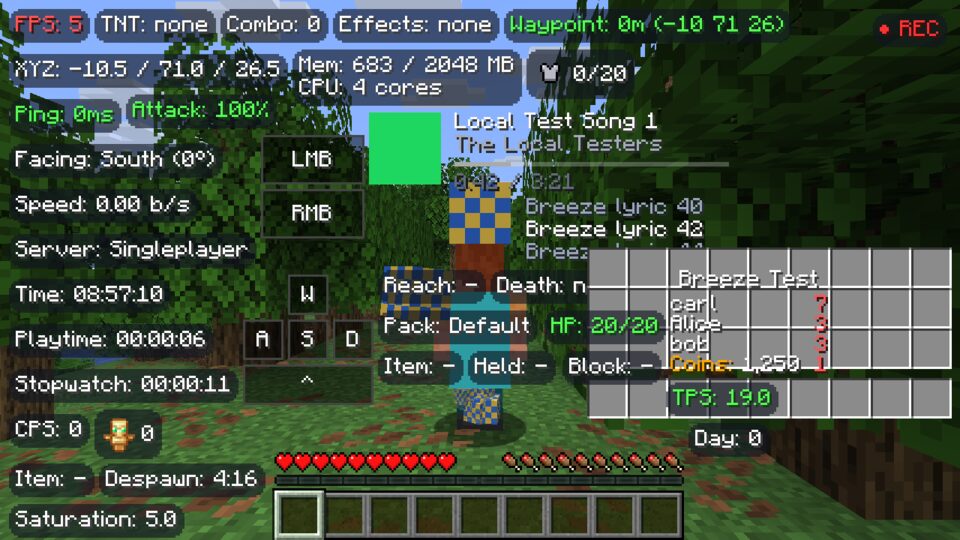 FPS: 5 TNT: none Combo: 0 Effects: none Waypoint: 0m (-10 71 26) REC
XYZ: -10.5 / 71.0 / 26.5 Mem: 683 / 2048 MB
CPU: 4 cores
0/20
Ping: 0ms Attack: 100%
Local Test Song 1
The Local Testers
0:42 / 3:21
Facing: South (0°) LMB
Speed: 0.00 b/s RMB
Breeze lyric 40
Breeze lyric 42
Breeze
Server: Singleplayer
Time: 08:57:10 W
Playtime: 00:00:06 A S D
Stopwatch: 00:00:11 ^
Reach: - Death: n
Pack: Default HP: 20/20
Item: - Held: - Block: -
Breeze Test
carl 7
Alice 3
bob 3
Coins: 1,250 1
TPS: 19.0
Day: 0
CPS: 0 0
Item: - Despawn: 4:16
Saturation: 5.0